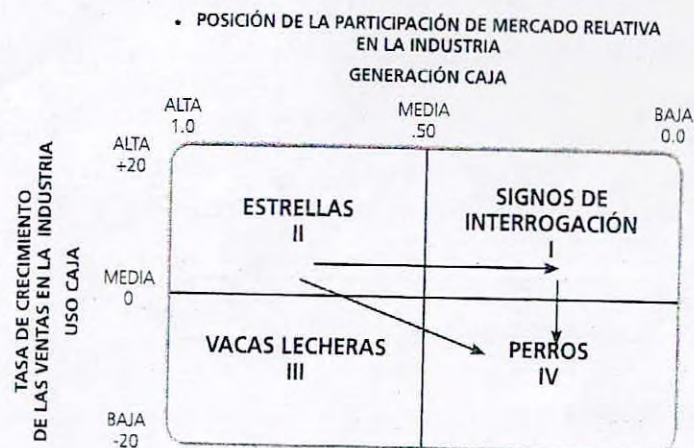 • POSICIÓN DE LA PARTICIPACIÓN DE MERCADO RELATIVA
EN LA INDUSTRIA
GENERACIÓN CAJA
ALTA
1.0
MEDIA
.50
BAJA
0.0
TASA DE CRECIMIENTO
DE LAS VENTAS EN LA INDUSTRIA
USO CAJA
ALTA
+20
MEDIA
0
BAJA
-20
ESTRELLAS
II
SIGNOS DE
INTERROGACIÓN
I
VACAS LECHERAS
III
PERROS
IV